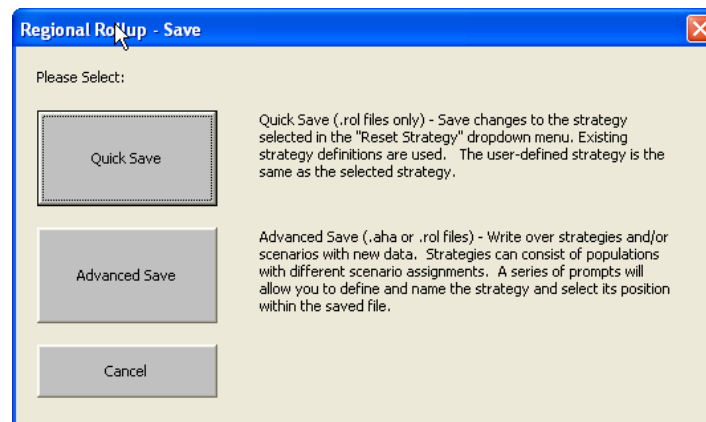 Regional Rollup - Save
Please Select:
Quick Save
Quick Save (.rol files only) - Save changes to the strategy
selected in the "Reset Strategy" dropdown menu. Existing
strategy definitions are used.   The user-defined strategy is the
same as the selected strategy.
Advanced Save
Advanced Save (.aha or .rol files) - Write over strategies and/or
scenarios with new data.  Strategies can consist of populations
with different scenario assignments.  A series of prompts will
allow you to define and name the strategy and select its position
within the saved file.
Cancel